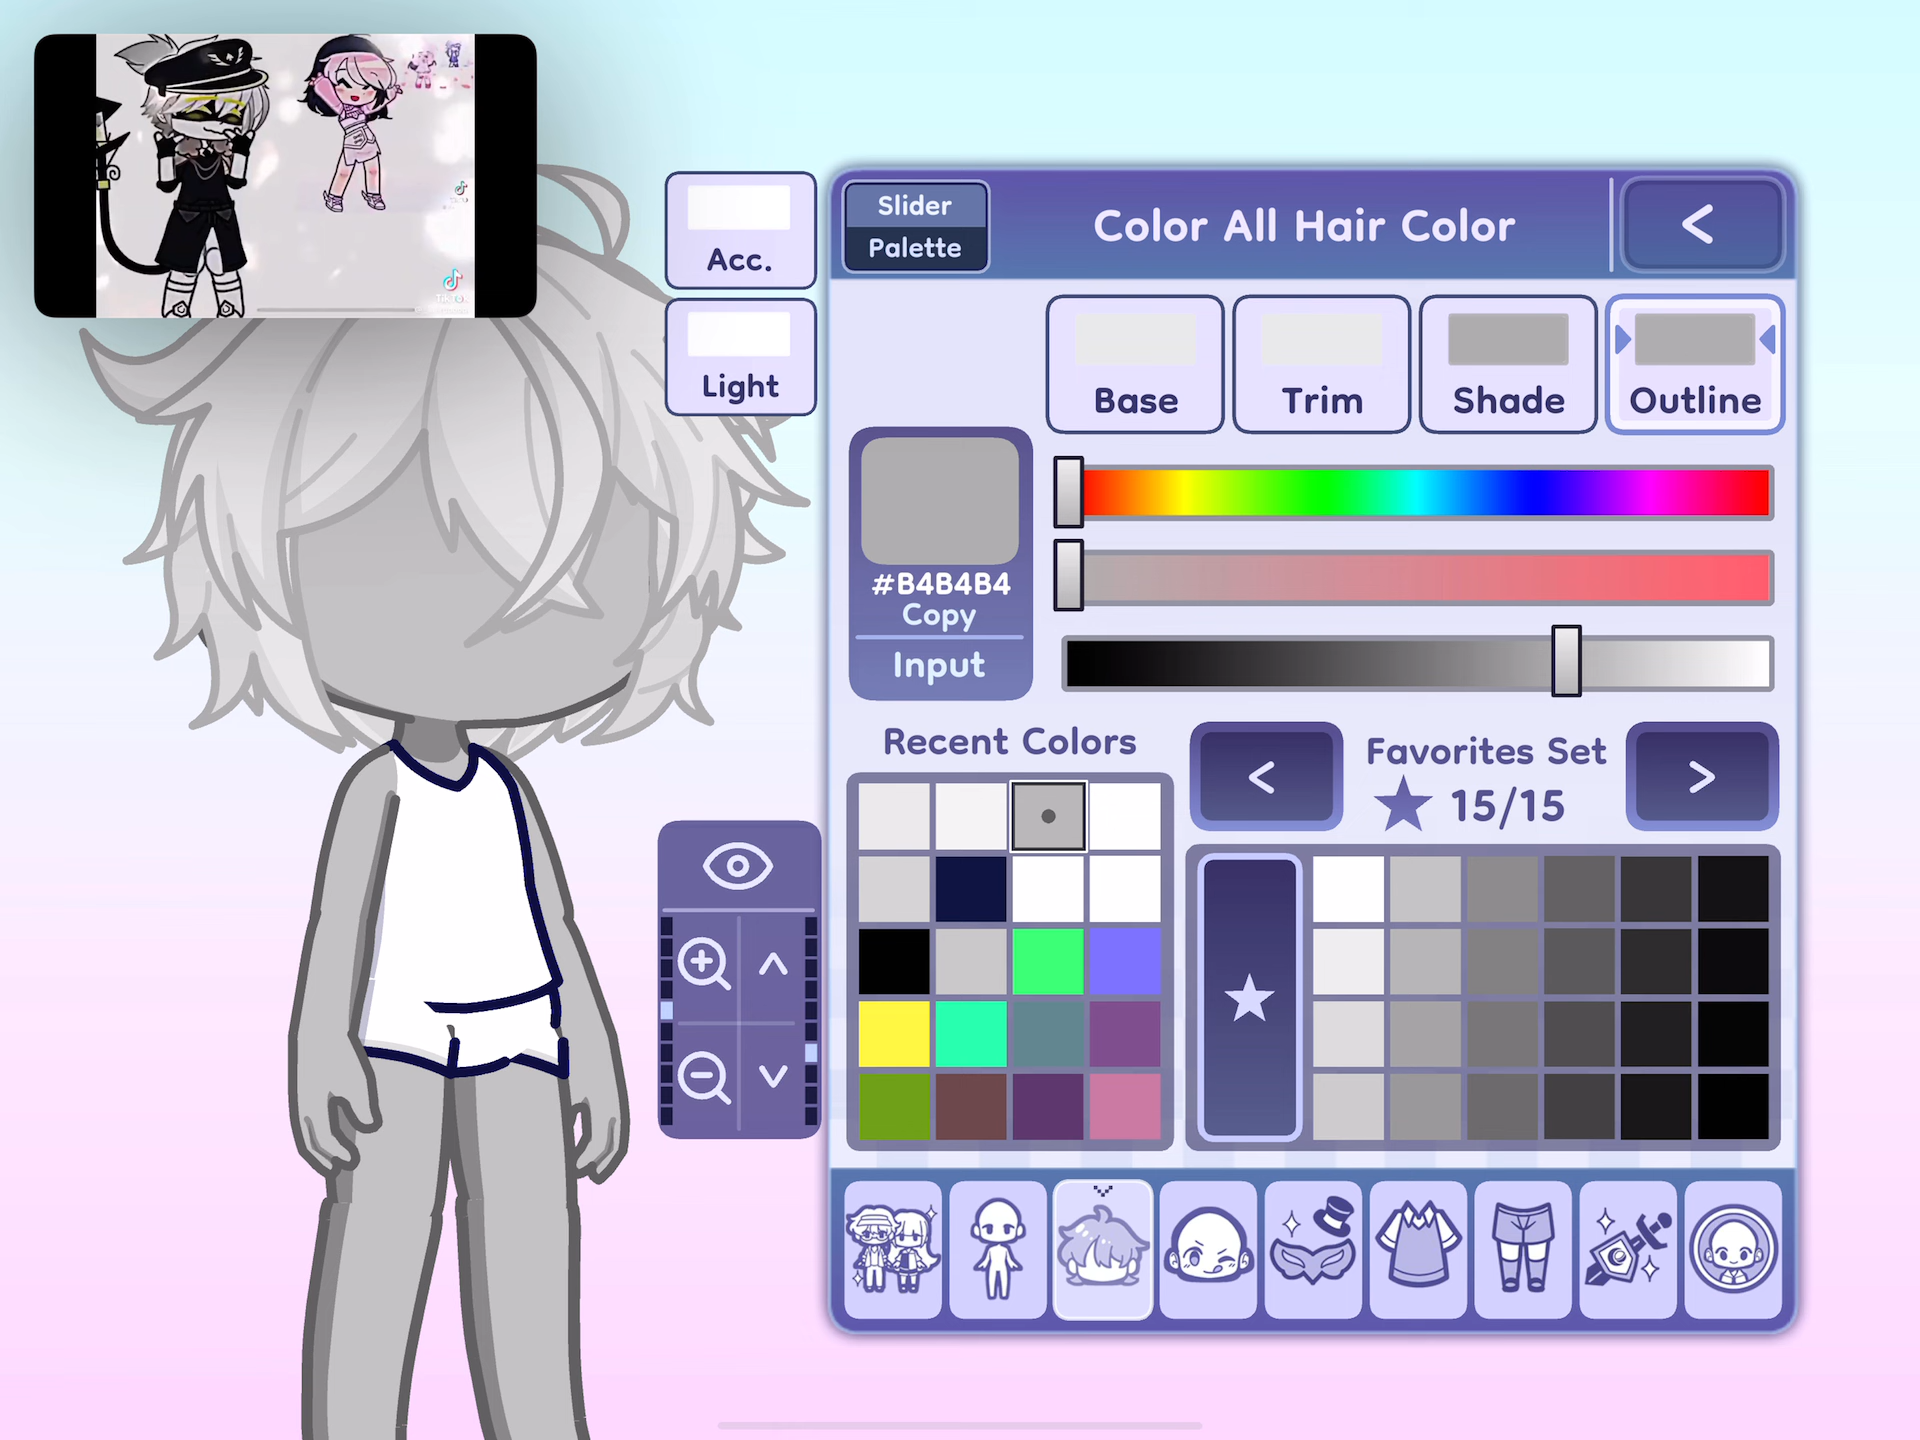 Slider
Palette
Color All Hair Color
<
Acc.
Light
Base
Trim
Shade
Outline
#B4B4B4
Copy
Input
Recent Colors
<
Favorites Set
15/15
>
TikTok